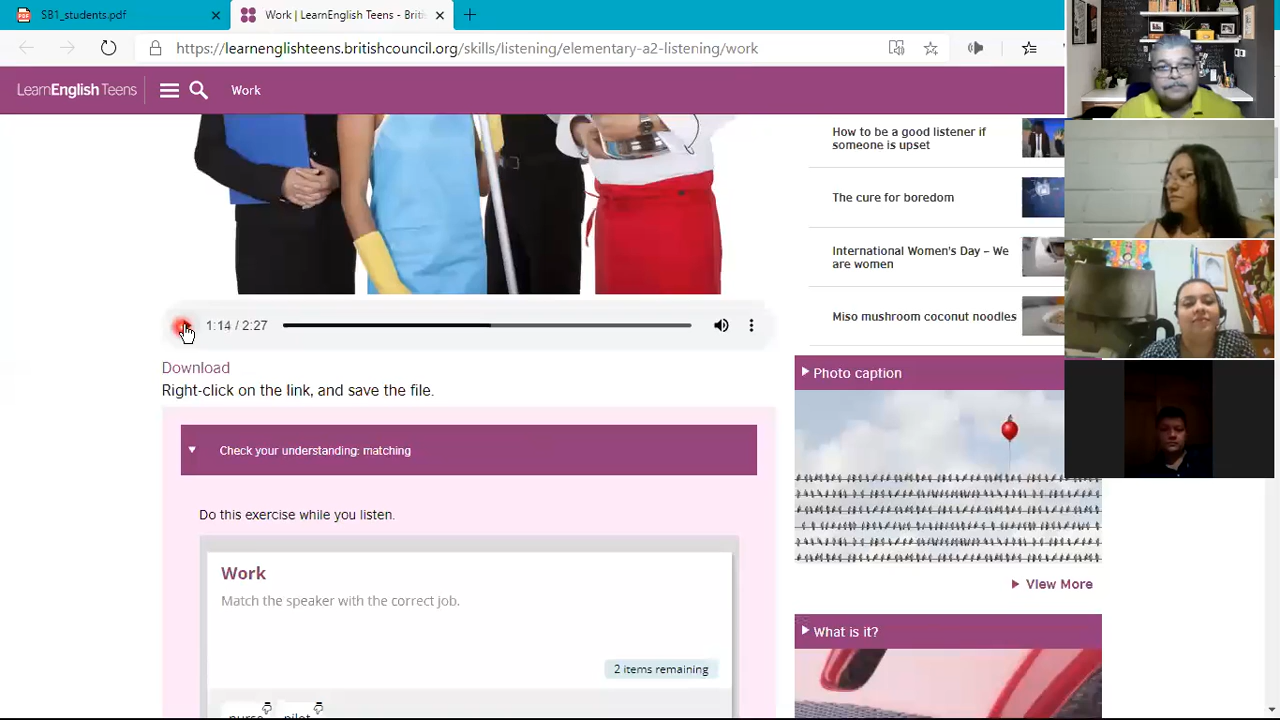 SB1_students.pdf
Work | LearnEnglish Teens - Briti
https://learnenglishteens.britishcouncil.org/skills/listening/elementary-a2-listening/work
LearnEnglish Teens
Work
How to be a good listener if
someone is upset
The cure for boredom
International Women's Day – We
are women
Miso mushroom coconut noodles
1:14 / 2:27
Download
Right-click on the link, and save the file.
Photo caption
Check your understanding: matching
Do this exercise while you listen.
Work
Match the speaker with the correct job.
2 items remaining
nurse
pilot
View More
What is it?